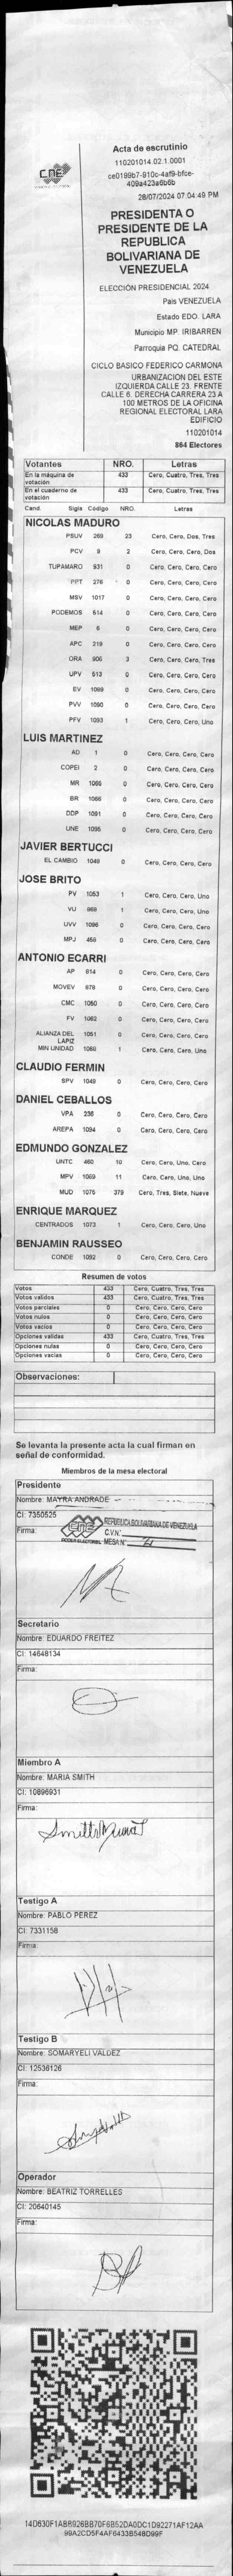 CNE
Acta de escrutinio
110201014.02.1.0001
ce0199b7-910c-4af9-bfce-
409a423a6b6b
28/07/2024 07:04:49 PM
PRESIDENTA O
PRESIDENTE DE LA
REPUBLICA
BOLIVARIANA DE
VENEZUELA
ELECCIÓN PRESIDENCIAL 2024
Pais VENEZUELA
Estado EDO. LARA
Municipio MP. IRIBARREN
Parroquia PQ. CATEDRAL
CICLO BASICO FEDERICO CARMONA
URBANIZACION DEL ESTE
IZQUIERDA CALLE 23. FRENTE
CALLE 6. DERECHA CARRERA 23 A
100 METROS DE LA OFICINA
REGIONAL ELECTORAL LARA
EDIFICIO
110201014
864 Electores
Votantes NRO. Letras
En la máquina de votación 433 Cero, Cuatro, Tres, Tres
En el cuaderno de votación 433 Cero, Cuatro, Tres, Tres
Cand. Sigla Código NRO. Letras
NICOLAS MADURO
PSUV 269 23 Cero, Cero, Dos, Tres
PCV 9 2 Cero, Cero, Cero, Dos
TUPAMARO 931 0 Cero, Cero, Cero, Cero
PPT 276 0 Cero, Cero, Cero, Cero
MSV 1017 0 Cero, Cero, Cero, Cero
PODEMOS 514 0 Cero, Cero, Cero, Cero
MEP 6 0 Cero, Cero, Cero, Cero
APC 219 0 Cero, Cero, Cero, Cero
ORA 906 3 Cero, Cero, Cero, Tres
UPV 513 0 Cero, Cero, Cero, Cero
EV 1089 0 Cero, Cero, Cero, Cero
PVV 1090 0 Cero, Cero, Cero, Cero
PFV 1093 1 Cero, Cero, Cero, Uno
LUIS MARTINEZ
AD 1 0 Cero, Cero, Cero, Cero
COPEI 2 0 Cero, Cero, Cero, Cero
MR 1065 0 Cero, Cero, Cero, Cero
BR 1066 0 Cero, Cero, Cero, Cero
DDP 1091 0 Cero, Cero, Cero, Cero
UNE 1095 0 Cero, Cero, Cero, Cero
JAVIER BERTUCCI
EL CAMBIO 1048 0 Cero, Cero, Cero, Cero
JOSE BRITO
PV 1053 1 Cero, Cero, Cero, Uno
VU 968 1 Cero, Cero, Cero, Uno
UVV 1096 0 Cero, Cero, Cero, Cero
MPJ 459 0 Cero, Cero, Cero, Cero
ANTONIO ECARRI
AP 814 0 Cero, Cero, Cero, Cero
MOVEV 878 0 Cero, Cero, Cero, Cero
CMC 1050 0 Cero, Cero, Cero, Cero
FV 1062 0 Cero, Cero, Cero, Cero
ALIANZA DEL LAPIZ 1051 0 Cero, Cero, Cero, Cero
MIN UNIDAD 1068 1 Cero, Cero, Cero, Uno
CLAUDIO FERMIN
SPV 1049 0 Cero, Cero, Cero, Cero
DANIEL CEBALLOS
VPA 236 0 Cero, Cero, Cero, Cero
AREPA 1094 0 Cero, Cero, Cero, Cero
EDMUNDO GONZALEZ
UNTC 460 10 Cero, Cero, Uno, Cero
MPV 1069 11 Cero, Cero, Uno, Uno
MUD 1075 379 Cero, Tres, Siete, Nueve
ENRIQUE MARQUEZ
CENTRADOS 1073 1 Cero, Cero, Cero, Uno
BENJAMIN RAUSSEO
CONDE 1092 0 Cero, Cero, Cero, Cero
Resumen de votos
Votos 433 Cero, Cuatro, Tres, Tres
Votos validos 433 Cero, Cuatro, Tres, Tres
Votos parciales 0 Cero, Cero, Cero, Cero
Votos nulos 0 Cero, Cero, Cero, Cero
Votos vacios 0 Cero, Cero, Cero, Cero
Opciones validas 433 Cero, Cuatro, Tres, Tres
Opciones nulas 0 Cero, Cero, Cero, Cero
Opciones vacias 0 Cero, Cero, Cero, Cero
Observaciones:
Se levanta la presente acta la cual firman en
señal de conformidad.
Miembros de la mesa electoral
Presidente
Nombre: MAYRA ANDRADE
CI: 7350525
Firma:
CNE REPÚBLICA BOLIVARIANA DE VENEZUELA
C.V.N°:
PODER ELECTORAL MESA N°
Secretario
Nombre: EDUARDO FREITEZ
CI: 14648134
Firma:
Miembro A
Nombre: MARIA SMITH
CI: 10896931
Firma:
Testigo A
Nombre: PABLO PEREZ
CI: 7331158
Firma:
Testigo B
Nombre: SOMARYELI VALDEZ
CI: 12536126
Firma:
Operador
Nombre: BEATRIZ TORRELLES
CI: 20640145
Firma:
14D630F1ABB926BB70F6B52DA0DC1D92271AF12AA
99A2CD5F4AF6433B548D99F